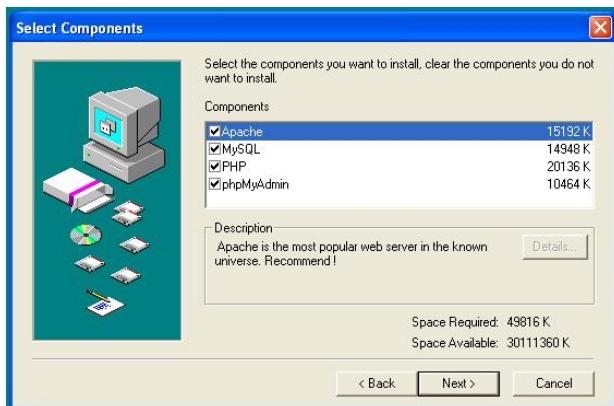 Select Components
Select the components you want to install, clear the components you do not
want to install.
Components
Apache 15192 K
MySQL 14948 K
PHP 20136 K
phpMyAdmin 10464 K
Description
Apache is the most popular web server in the known
universe. Recommend !
Details...
Space Required: 49816 K
Space Available: 30111360 K
< Back
Next >
Cancel